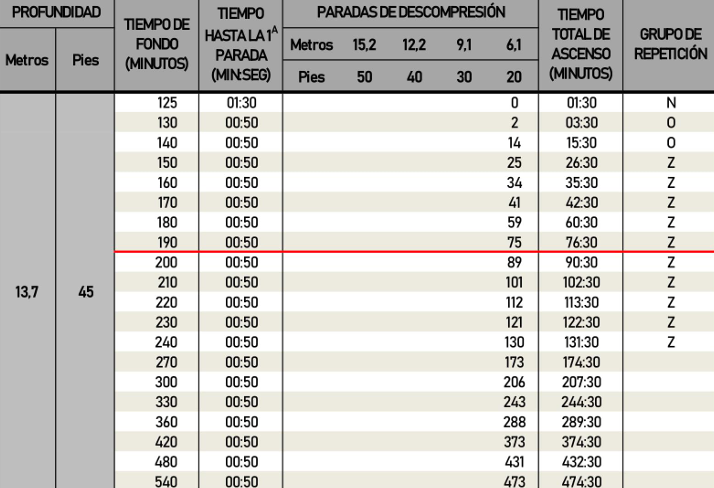 PROFUNDIDAD TIEMPO DE FONDO (MINUTOS) TIEMPO HASTA LA 1A PARADA (MIN:SEG) PARADAS DE DESCOMPRESIÓN TIEMPO TOTAL DE ASCENSO (MINUTOS) GRUPO DE REPETICIÓN
Metros Pies Metros 15,2 12,2 9,1 6,1
Pies 50 40 30 20
125 01:30 0 01:30 N
130 00:50 2 03:30 O
140 00:50 14 15:30 O
150 00:50 25 26:30 Z
160 00:50 34 35:30 Z
170 00:50 41 42:30 Z
180 00:50 59 60:30 Z
190 00:50 75 76:30 Z
200 00:50 89 90:30 Z
210 00:50 101 102:30 Z
13,7 45
220 00:50 112 113:30 Z
230 00:50 121 122:30 Z
240 00:50 130 131:30 Z
270 00:50 173 174:30
300 00:50 206 207:30
330 00:50 243 244:30
360 00:50 288 289:30
420 00:50 373 374:30
480 00:50 431 432:30
540 00:50 473 474:30